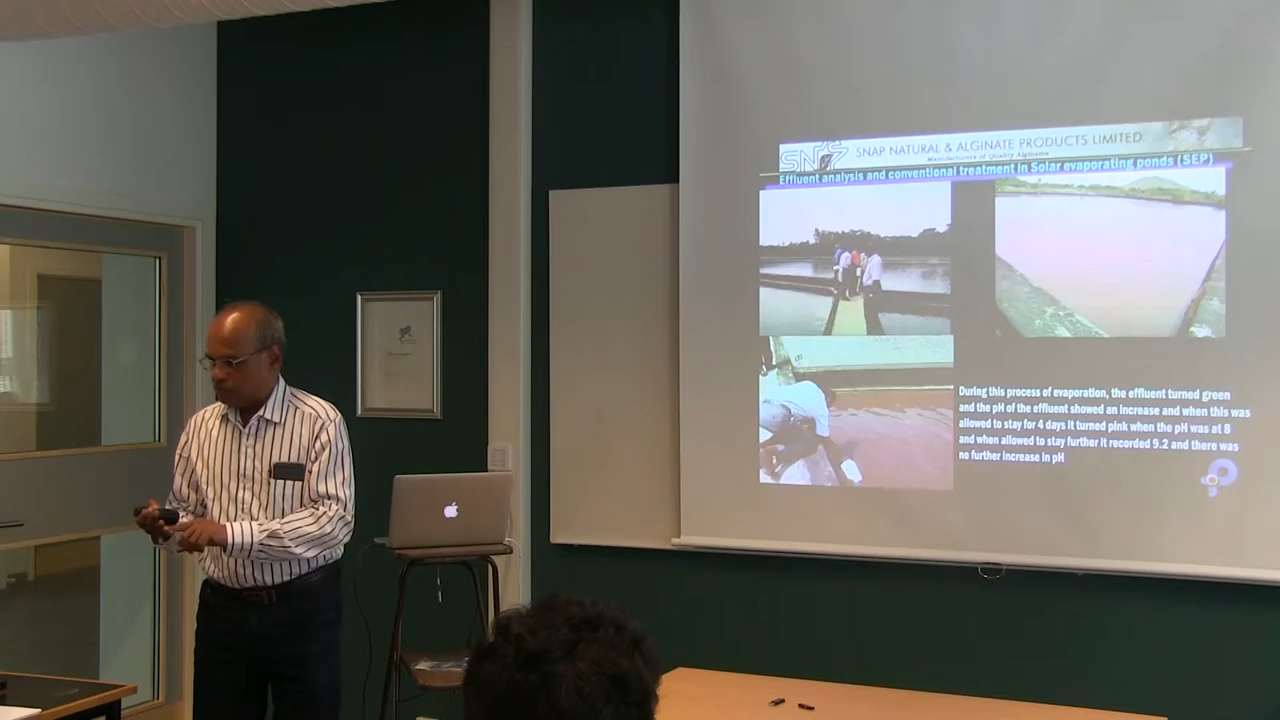 SNAP NATURAL & ALGINATE PRODUCTS LIMITED
Manufacturers of Quality Alginates
Effluent analysis and conventional treatment in Solar evaporating ponds (SEP)
During this process of evaporation, the effluent turned green
and the pH of the effluent showed an increase and when this was
allowed to stay for 4 days it turned pink when the pH was at 8
and when allowed to stay further it recorded 9.2 and there was
no further increase in pH